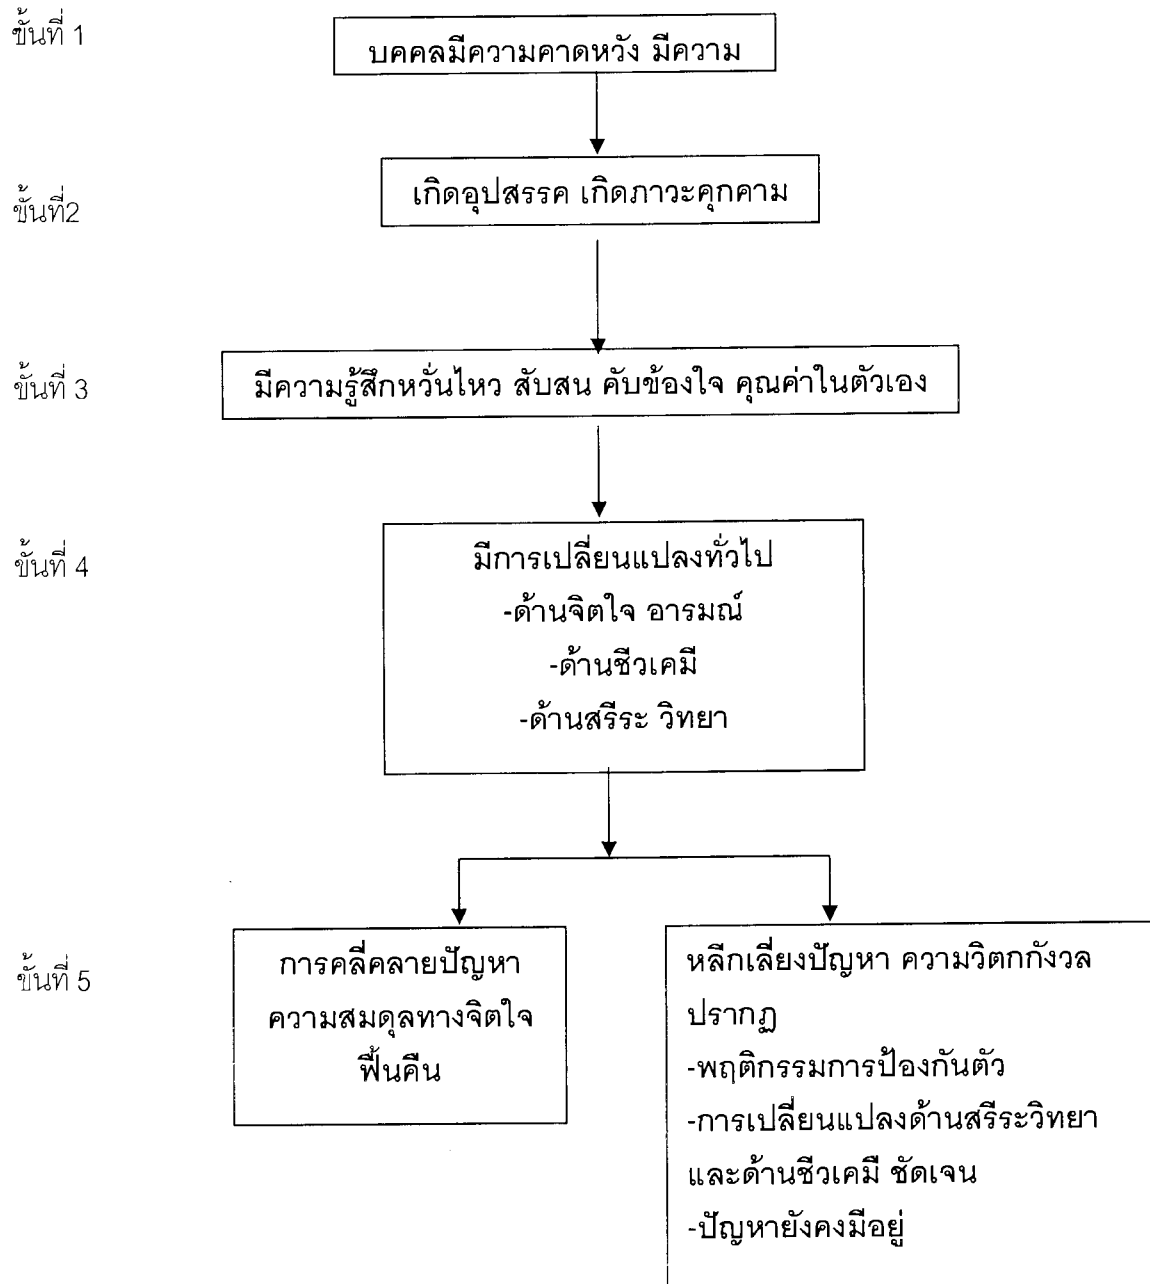 ขั้นที่ 1
บคคลมีความคาดหวัง มีความ
เกิดอุปสรรค เกิดภาวะคุกคาม
ขั้นที่2
มีความรู้สึกหวั่นไหว สับสน คับข้องใจ คุณค่าในตัวเอง
ขั้นที่ 3
ขั้นที่ 4
มีการเปลี่ยนแปลงทั่วไป
-ด้านจิตใจ อารมณ์
-ด้านชีวเคมี
-ด้านสรีระ วิทยา
ขั้นที่ 5
การคลี่คลายปัญหา
ความสมดุลทางจิตใจ
ฟื้นคืน
หลีกเลี่ยงปัญหา ความวิตกกังวล
ปรากฏ
-พฤติกรรมการป้องกันตัว
-การเปลี่ยนแปลงด้านสรีระวิทยา
และด้านชีวเคมี ชัดเจน
-ปัญหายังคงมีอยู่